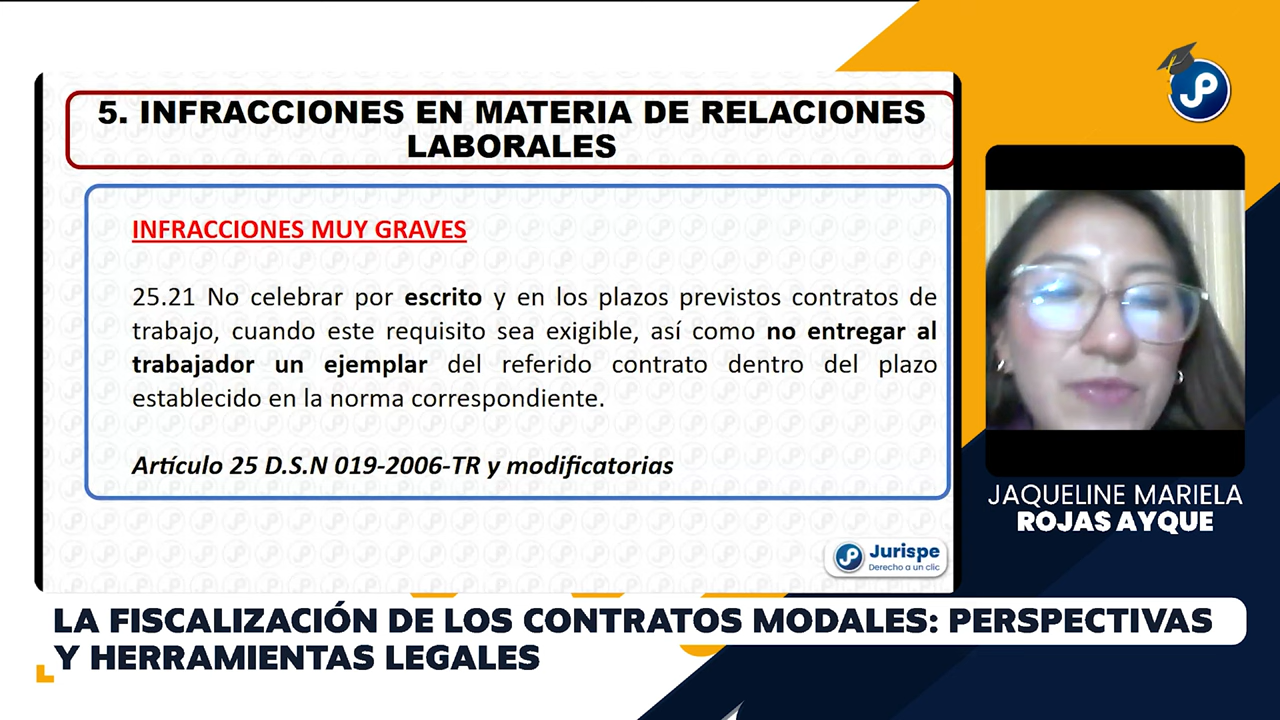 5. INFRACCIONES EN MATERIA DE RELACIONES
LABORALES
INFRACCIONES MUY GRAVES
25.21 No celebrar por escrito y en los plazos previstos contratos de
trabajo, cuando este requisito sea exigible, así como no entregar al
trabajador un ejemplar del referido contrato dentro del plazo
establecido en la norma correspondiente.
Artículo 25 D.S.N 019-2006-TR y modificatorias
Jurispe
Derecho a un clic
JP
JAQUELINE MARIELA
ROJAS AYQUE
LA FISCALIZACIÓN DE LOS CONTRATOS MODALES: PERSPECTIVAS
Y HERRAMIENTAS LEGALES